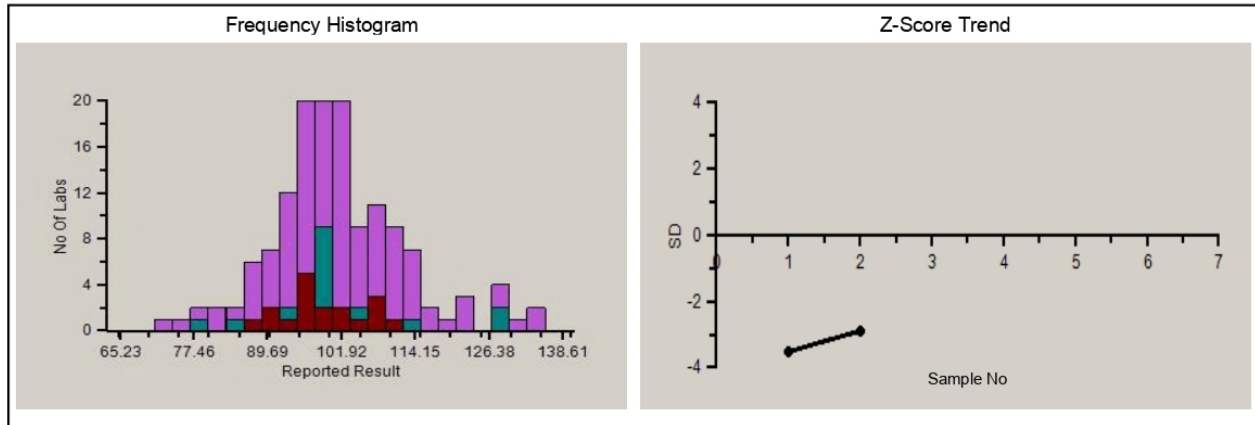 Frequency Histogram
20
16
12
8
4
0
No Of Labs
65.23 77.46 89.69 101.92 114.15 126.38 138.61
Reported Result
Z-Score Trend
4
2
0
-2
-4
SD
0 1 2 3 4 5 6 7
Sample No